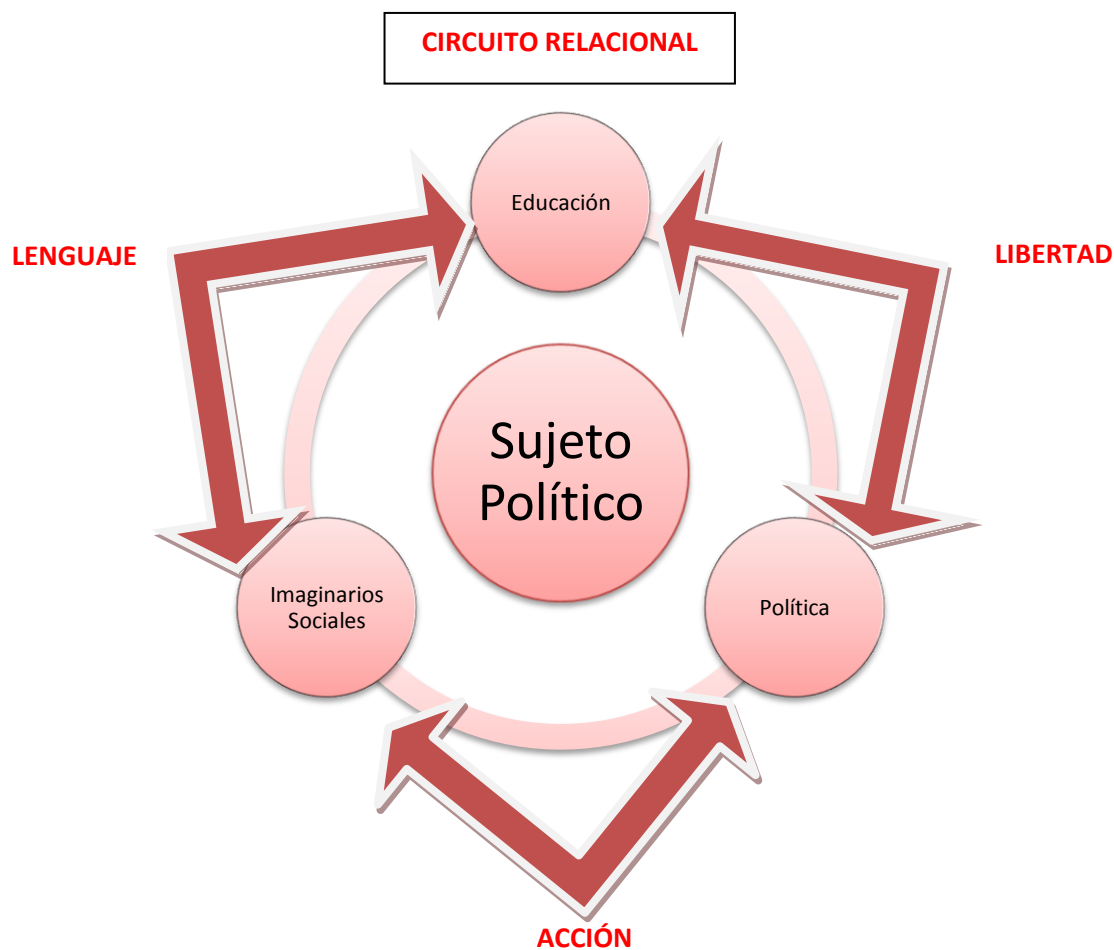 CIRCUITO RELACIONAL
Educación
LENGUAJE
LIBERTAD
Sujeto
Político
Imaginarios
Sociales
Política
ACCIÓN